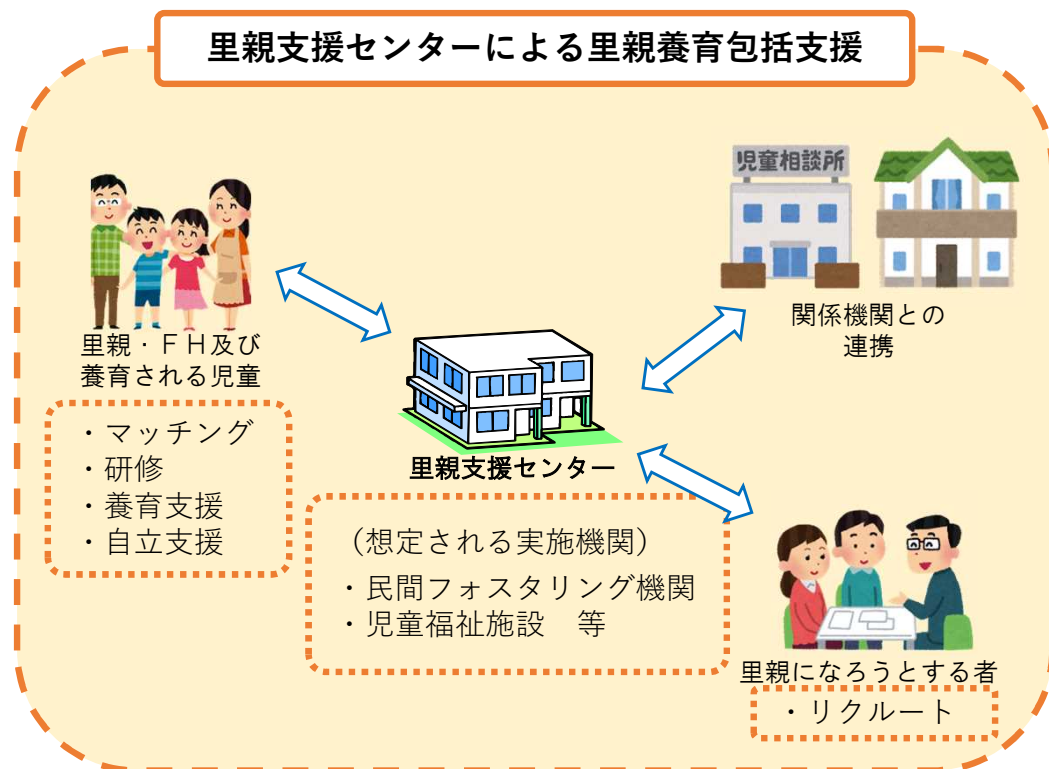 里親支援センターによる里親養育包括支援
児童相談所
里親・ＦＨ及び
養育される児童
・マッチング
・研修
・養育支援
・自立支援
関係機関との
連携
里親支援センター
（想定される実施機関）
・民間フォスタリング機関
・児童福祉施設　等
里親になろうとする者
・リクルート